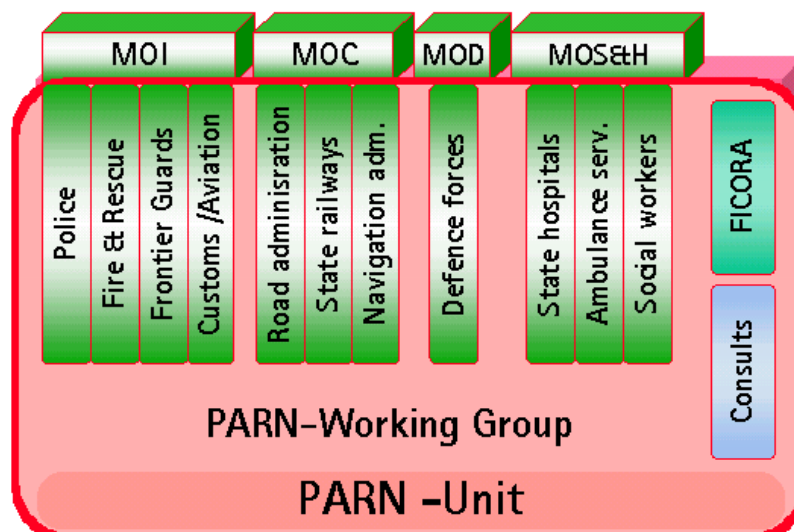 MOI
MOC
MOD
MOS&H
Police
Fire & Rescue
Frontier Guards
Customs /Aviation
Road adminisration
State railways
Navigation adm.
Defence forces
State hospitals
Ambulance serv.
Social workers
FICORA
Consults
PARN-Working Group
PARN -Unit